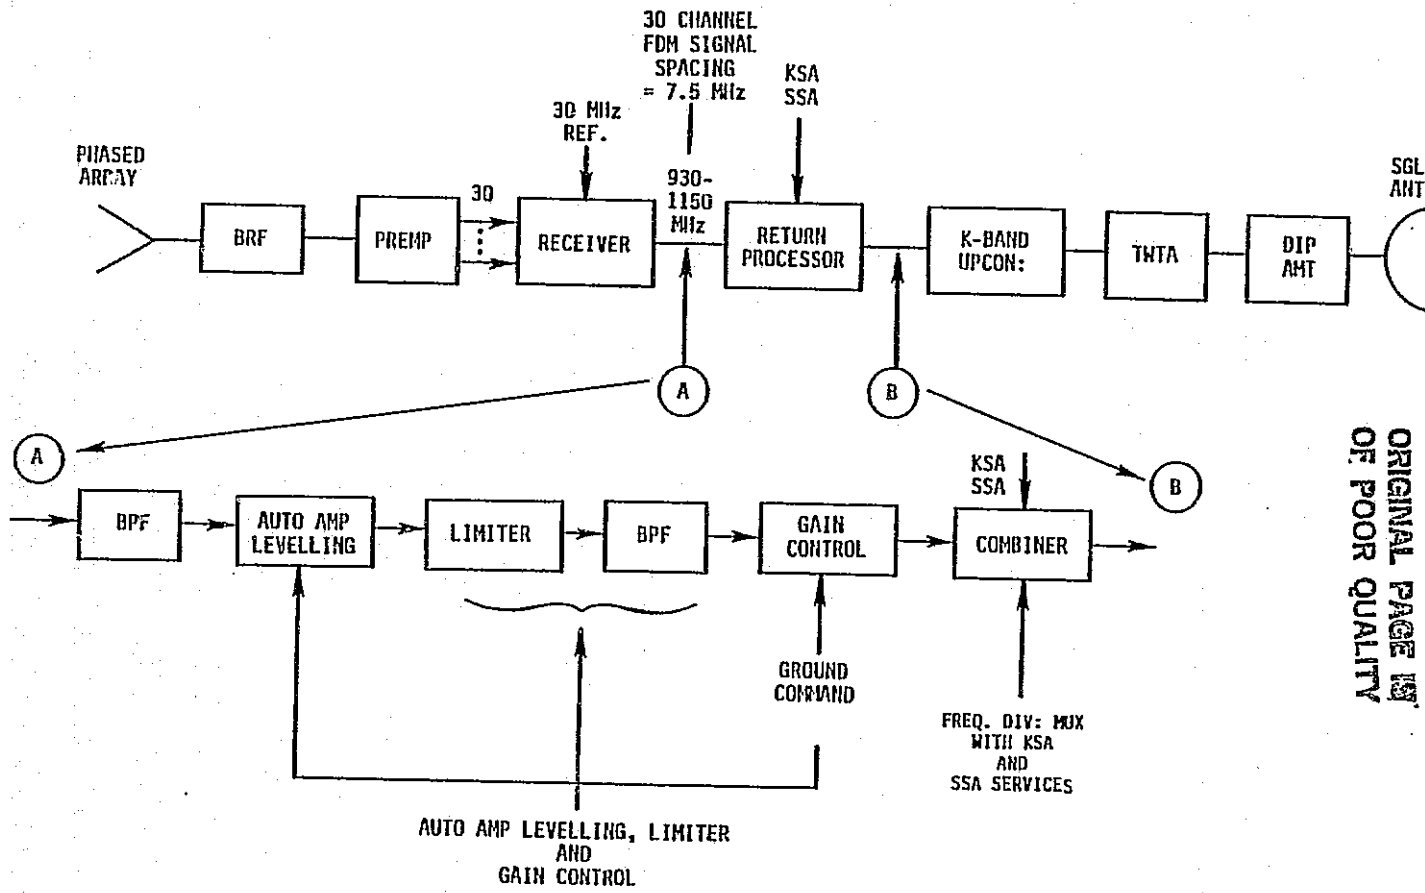 30 CHANNEL
FDM SIGNAL
SPACING
= 7.5 MHz
KSA
SSA
30 MHz
REF.
PHASED
ARRAY
930-
1150
MHz
SGL
ANT
30
BRF
PREMP
RECEIVER
RETURN
PROCESSOR
K-BAND
UPCON:
TWTA
DIP
AMT
A
B
A
B
KSA
SSA
BPF
AUTO AMP
LEVELLING
LIMITER
BPF
GAIN
CONTROL
COMBINER
GROUND
COMMAND
FREQ. DIV: MUX
WITH KSA
AND
SSA SERVICES
AUTO AMP LEVELLING, LIMITER
AND
GAIN CONTROL
ORIGINAL PAGE IS
OF POOR QUALITY